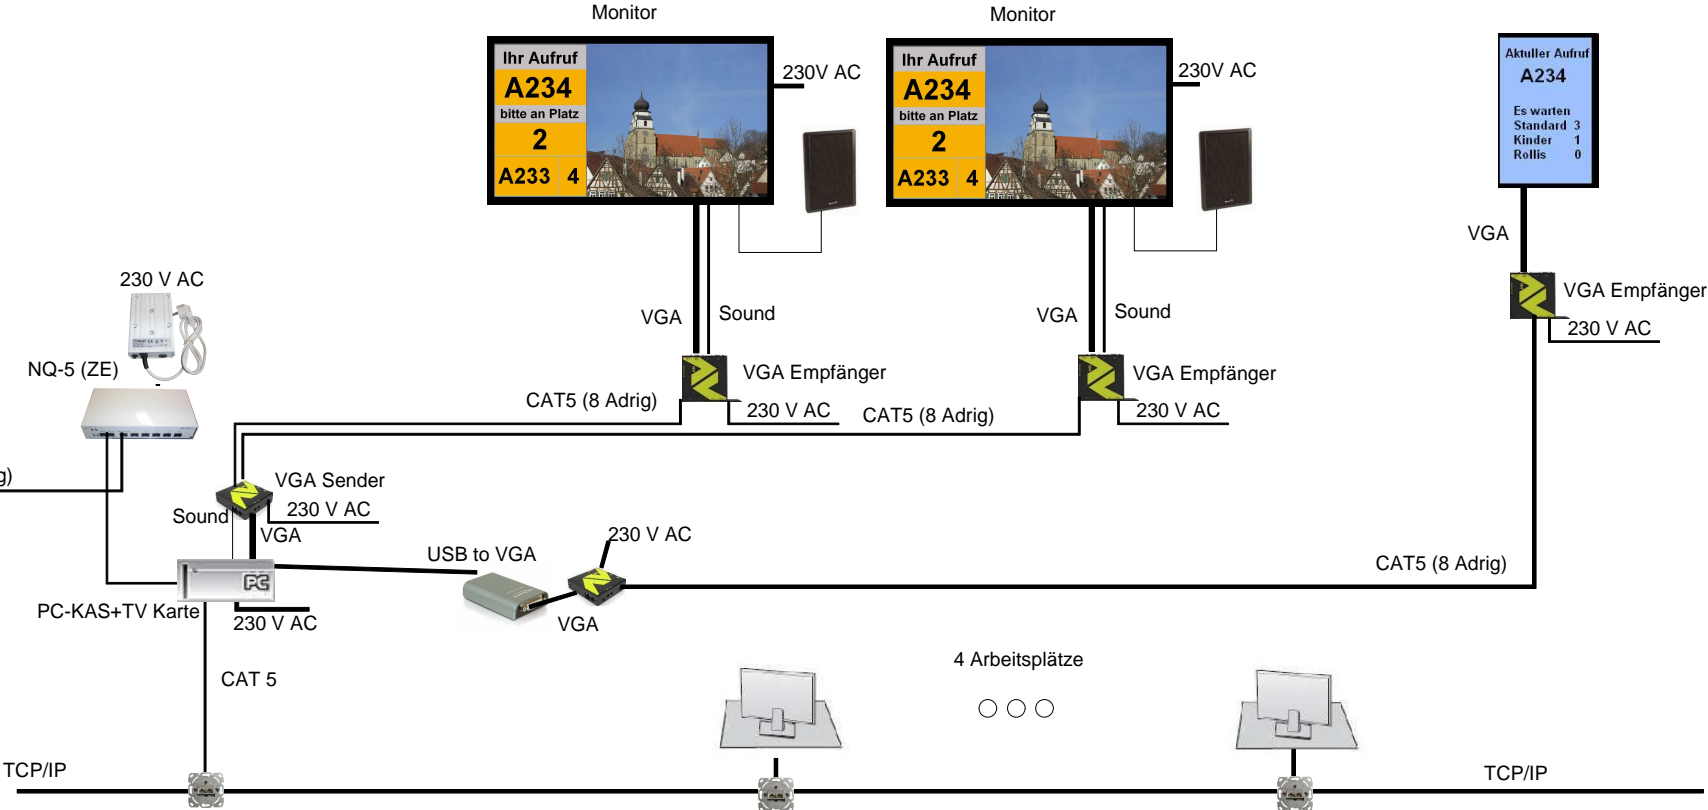 Monitor
Monitor
Ihr Aufruf
A234
bitte an Platz
2
A233 4
230V AC
Ihr Aufruf
A234
bitte an Platz
2
A233 4
230V AC
Aktuller Aufruf
A234
Es warten
Standard 3
Kinder 1
Rollis 0
VGA
VGA Empfänger
230 V AC
230 V AC
NQ-5 (ZE)
VGA
Sound
VGA
Sound
VGA Empfänger
230 V AC
VGA Empfänger
230 V AC
CAT5 (8 Adrig)
CAT5 (8 Adrig)
g)
VGA Sender
230 V AC
Sound
VGA
PC
PC-KAS+TV Karte
230 V AC
USB to VGA
230 V AC
VGA
CAT5 (8 Adrig)
CAT 5
4 Arbeitsplätze
TCP/IP
TCP/IP